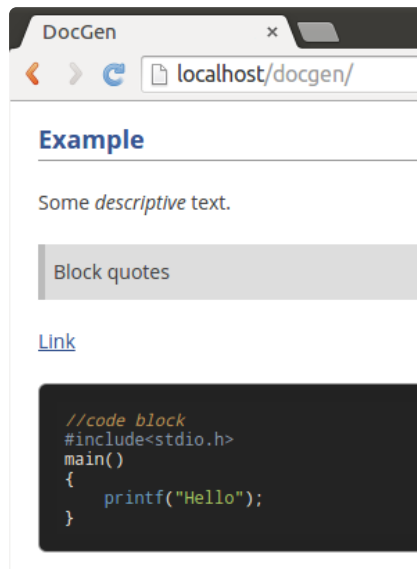 DocGen ×
localhost/docgen/
Example
Some descriptive text.
Block quotes
Link
//code block
#include<stdio.h>
main()
{
    printf("Hello");
}